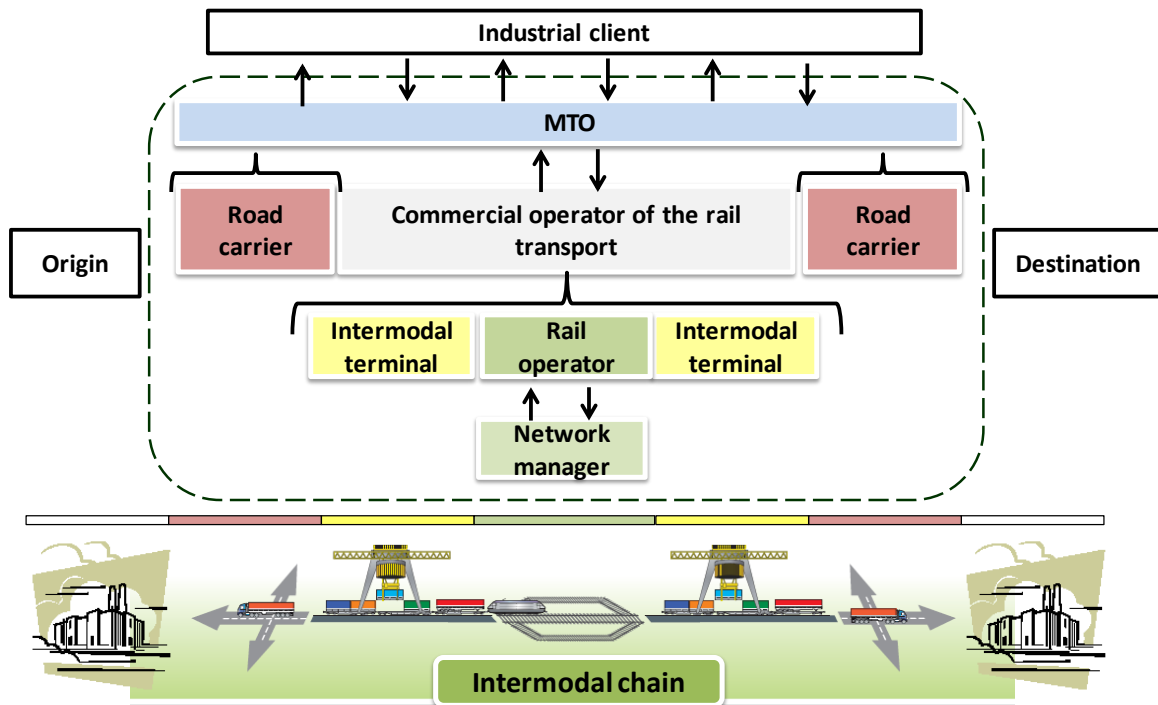 Industrial client
MTO
Road
carrier
Commercial operator of the rail
transport
Road
carrier
Origin
Destination
Intermodal
terminal
Rail
operator
Intermodal
terminal
Network
manager
Intermodal chain